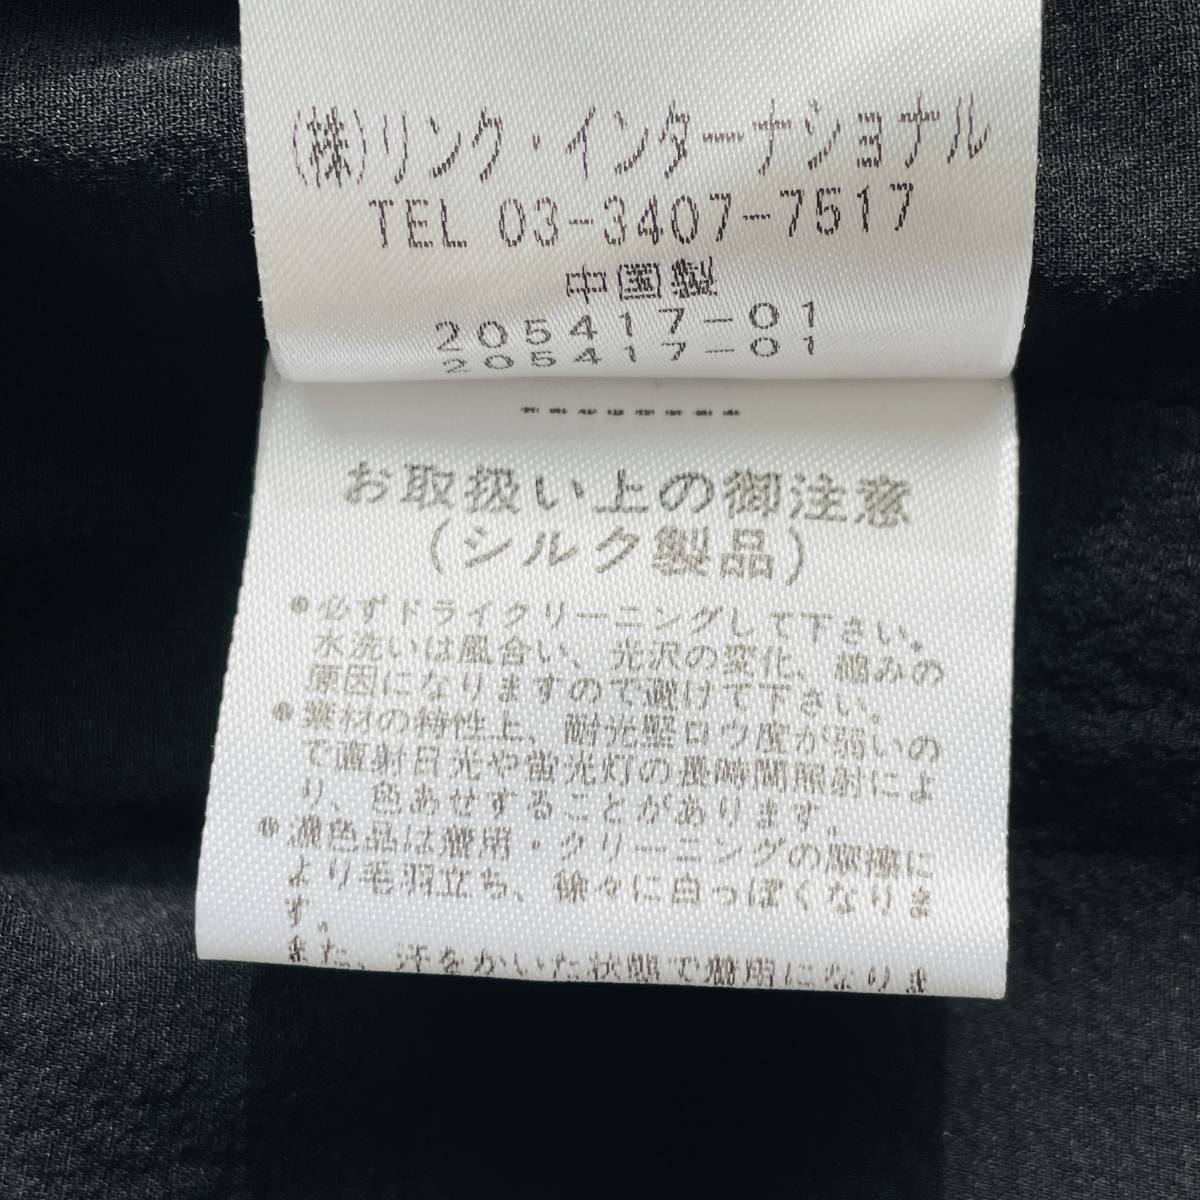 (株)リンク・インターナショナル
TEL 03-3407-7517
中国製
205417-01
205417-01
お取扱い上の御注意
(シルク製品)
●必ずドライクリーニングして下さい。
水洗いは風合い、光沢の変化、縮みの
原因になりますので避けて下さい。
●素材の特性上、耐光堅ロウ度が弱いの
で直射日光や蛍光灯の長時間照射によ
り、色あせすることがあります。
●濃色品は着用・クリーニングの摩擦に
より毛羽立ち、徐々に白っぽくなりま
す。
また、汗をかいた状態で着用になりま